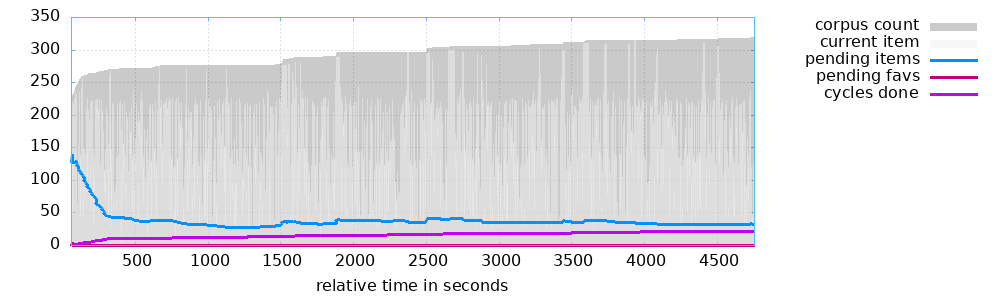 350
300
250
200
150
100
50
0
500 1000 1500 2000 2500 3000 3500 4000 4500
relative time in seconds
corpus count
current item
pending items
pending favs
cycles done